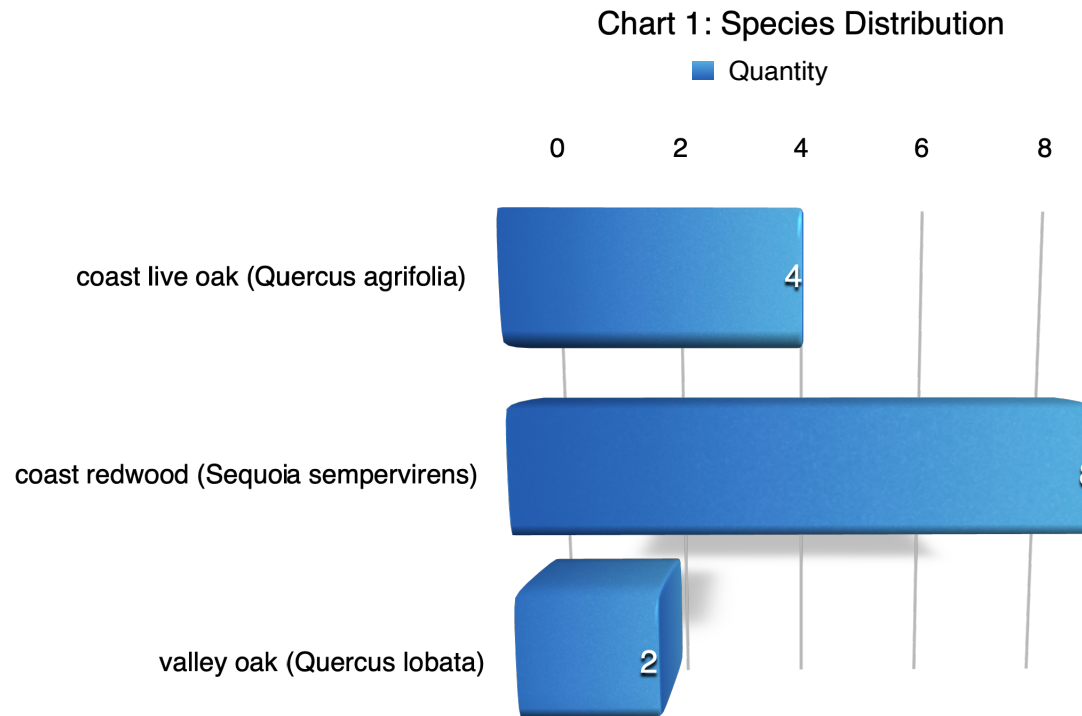 Chart 1: Species Distribution
Quantity
0 2 4 6 8
coast live oak (Quercus agrifolia) 4
coast redwood (Sequoia sempervirens)
valley oak (Quercus lobata) 2